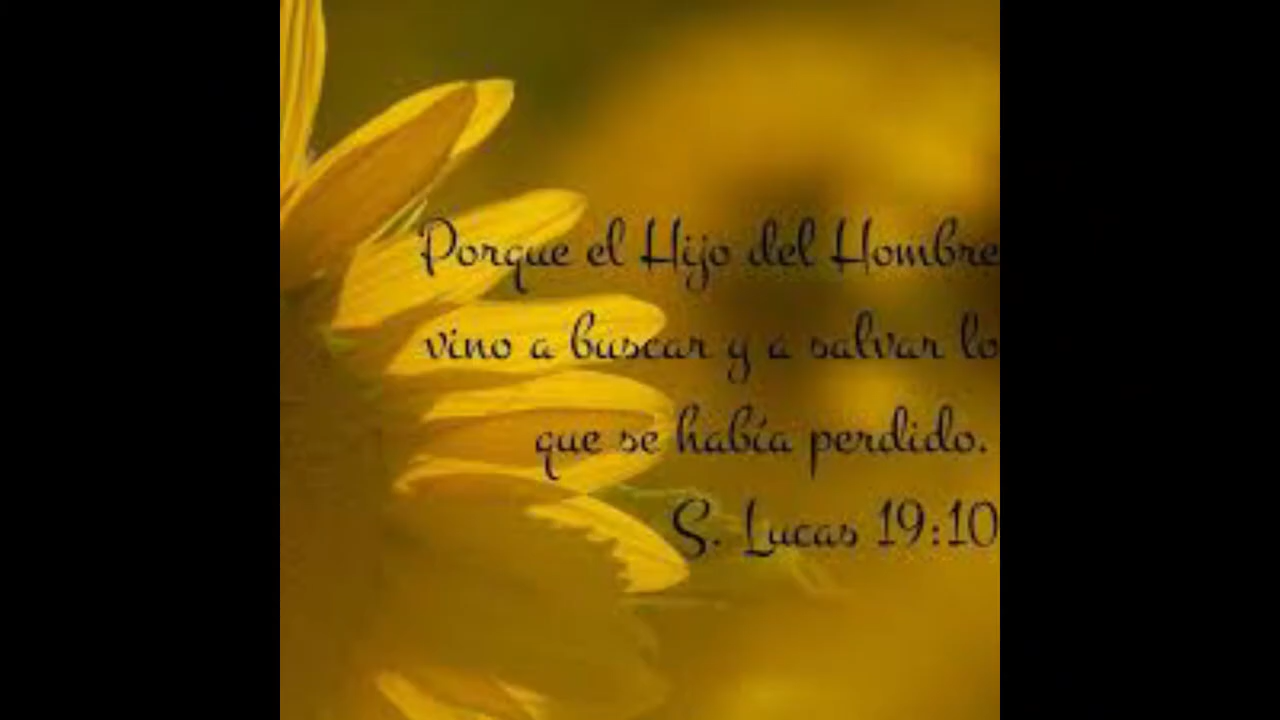 Porque el Hijo del Hombre
vino a buscar y a salvar lo
que se había perdido.
S. Lucas 19:10